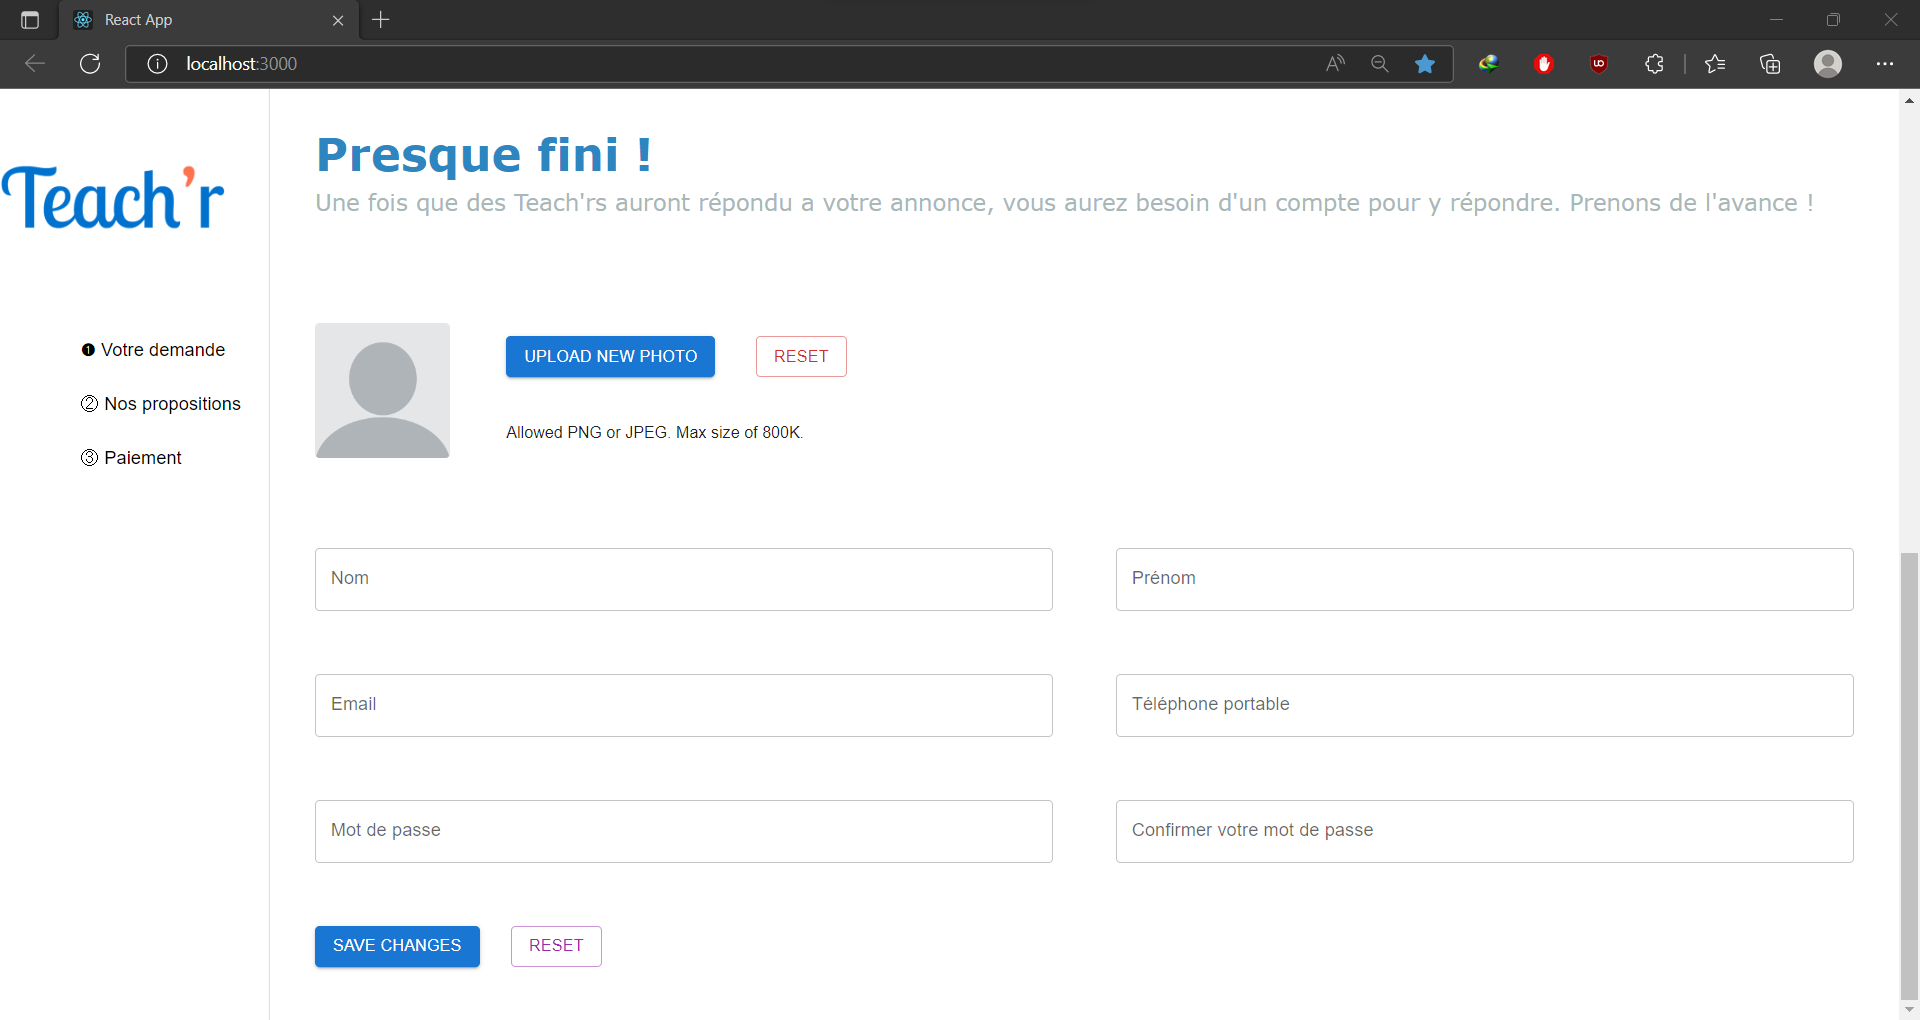 React App
localhost:3000
Teach'r
❶ Votre demande
② Nos propositions
③ Paiement
Presque fini !
Une fois que des Teach'rs auront répondu a votre annonce, vous aurez besoin d'un compte pour y répondre. Prenons de l'avance !
UPLOAD NEW PHOTO
RESET
Allowed PNG or JPEG. Max size of 800K.
Nom
Prénom
Email
Téléphone portable
Mot de passe
Confirmer votre mot de passe
SAVE CHANGES
RESET